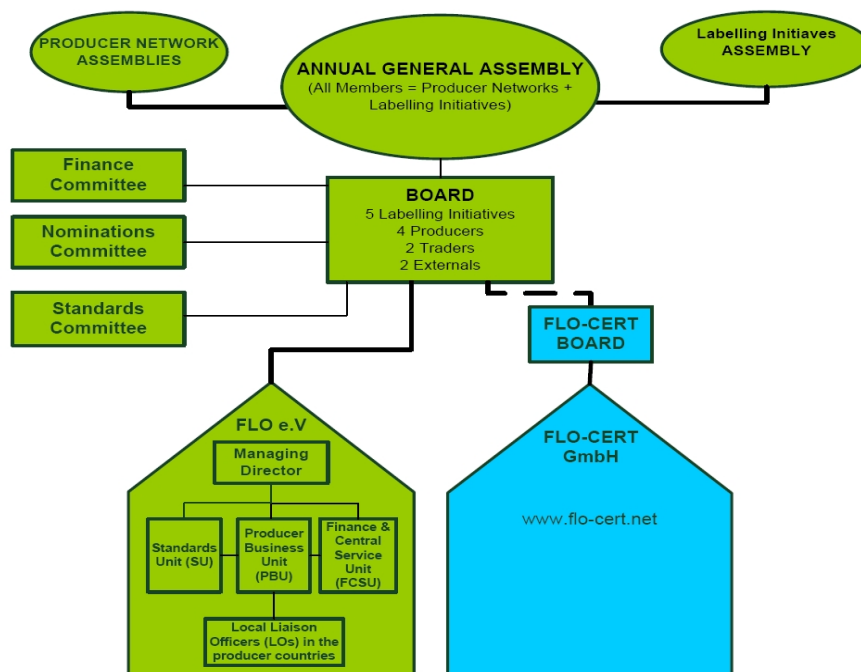 PRODUCER NETWORK
ASSEMBLIES
ANNUAL GENERAL ASSEMBLY
(All Members = Producer Networks +
Labelling Initiatives)
Labelling Initiaves
ASSEMBLY
Finance
Committee
Nominations
Committee
Standards
Committee
BOARD
5 Labelling Initiatives
4 Producers
2 Traders
2 Externals
FLO-CERT
BOARD
FLO e.V
Managing
Director
Standards
Unit (SU)
Producer
Business
Unit
(PBU)
Finance &
Central
Service
Unit
(FCSU)
Local Liaison
Officers (LOs) in the
producer countries
FLO-CERT
GmbH
www.flo-cert.net